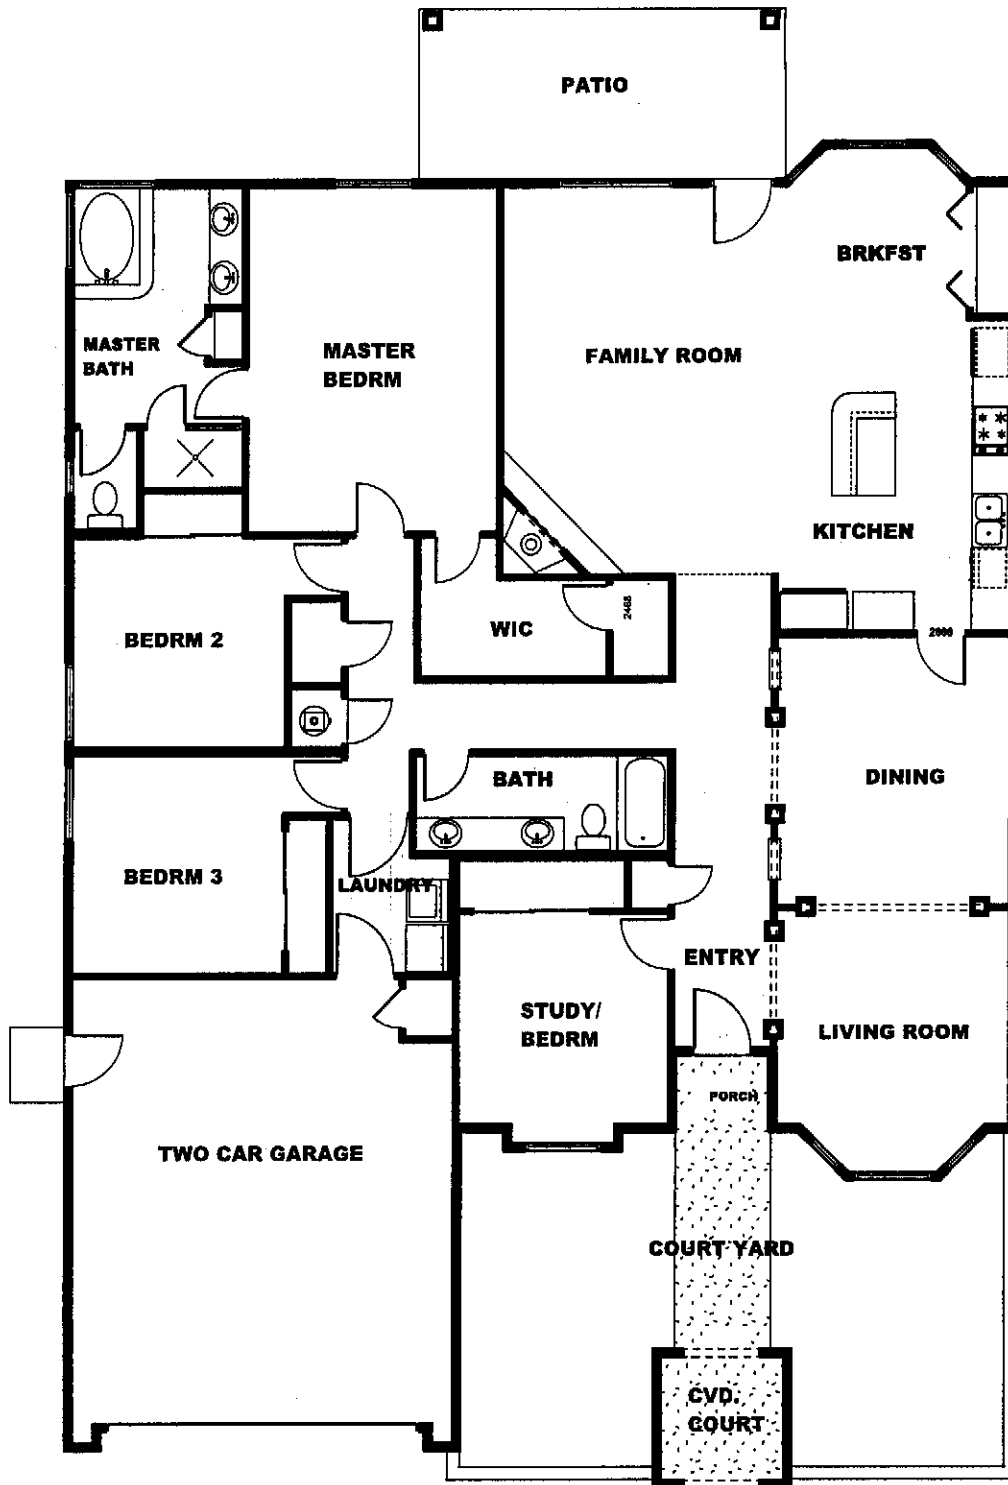 PATIO
BRKFST
MASTER
BATH
MASTER
BEDRM
FAMILY ROOM
KITCHEN
2468
WIC
BEDRM 2
DINING
BATH
BEDRM 3
LAUNDRY
ENTRY
STUDY/
BEDRM
LIVING ROOM
PORCH
TWO CAR GARAGE
COURT YARD
CVD.
COURT